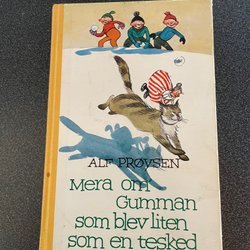 ALF PRØYSEN
Mera om
Gumman
som blev liten
som en tesked